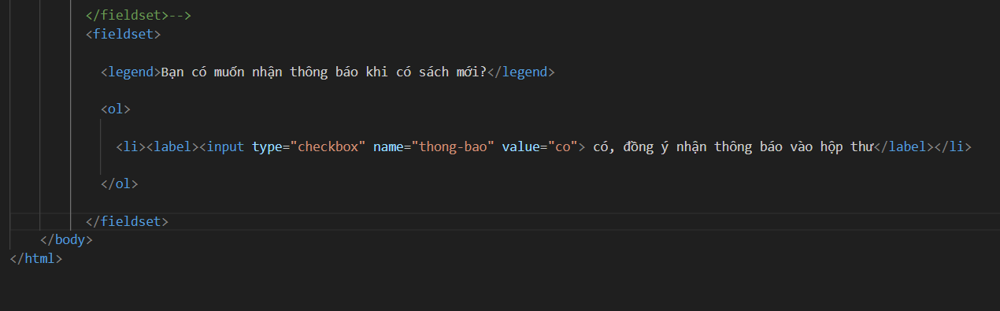 </fieldset>-->
<fieldset>
<legend>Bạn có muốn nhận thông báo khi có sách mới?</legend>
<ol>
<li><label><input type="checkbox" name="thong-bao" value="co"> có, đồng ý nhận thông báo vào hộp thư</label></li>
</ol>
</fieldset>
</body>
</html>